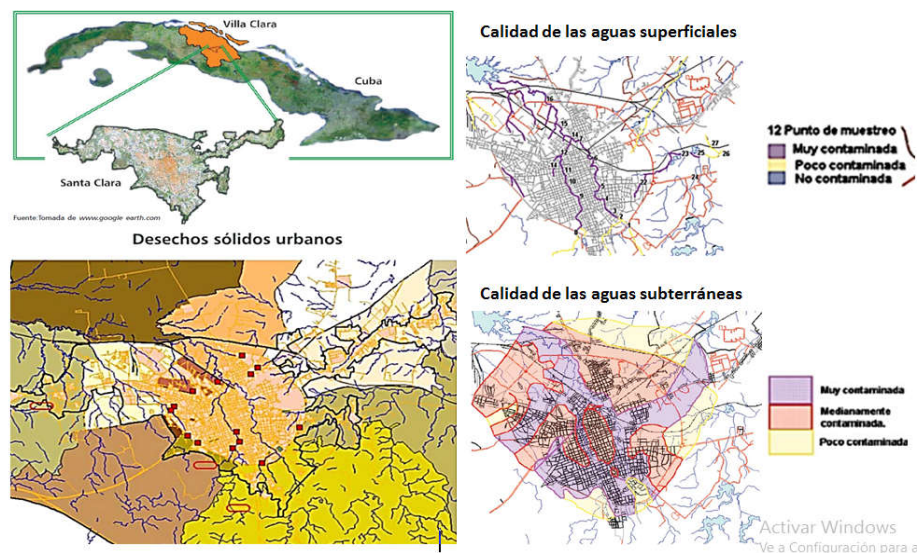 Villa Clara
Cuba
Santa Clara
Fuente:Tomada de www.google earth.com
Desechos sólidos urbanos
Calidad de las aguas superficiales
12 Punto de muestreo
Muy contaminada
Poco contaminada
No contaminada
Calidad de las aguas subterráneas
Muy contaminada
Medianamente
contaminada.
Poco contaminada
Activar Windows
Ve a Configuración para a